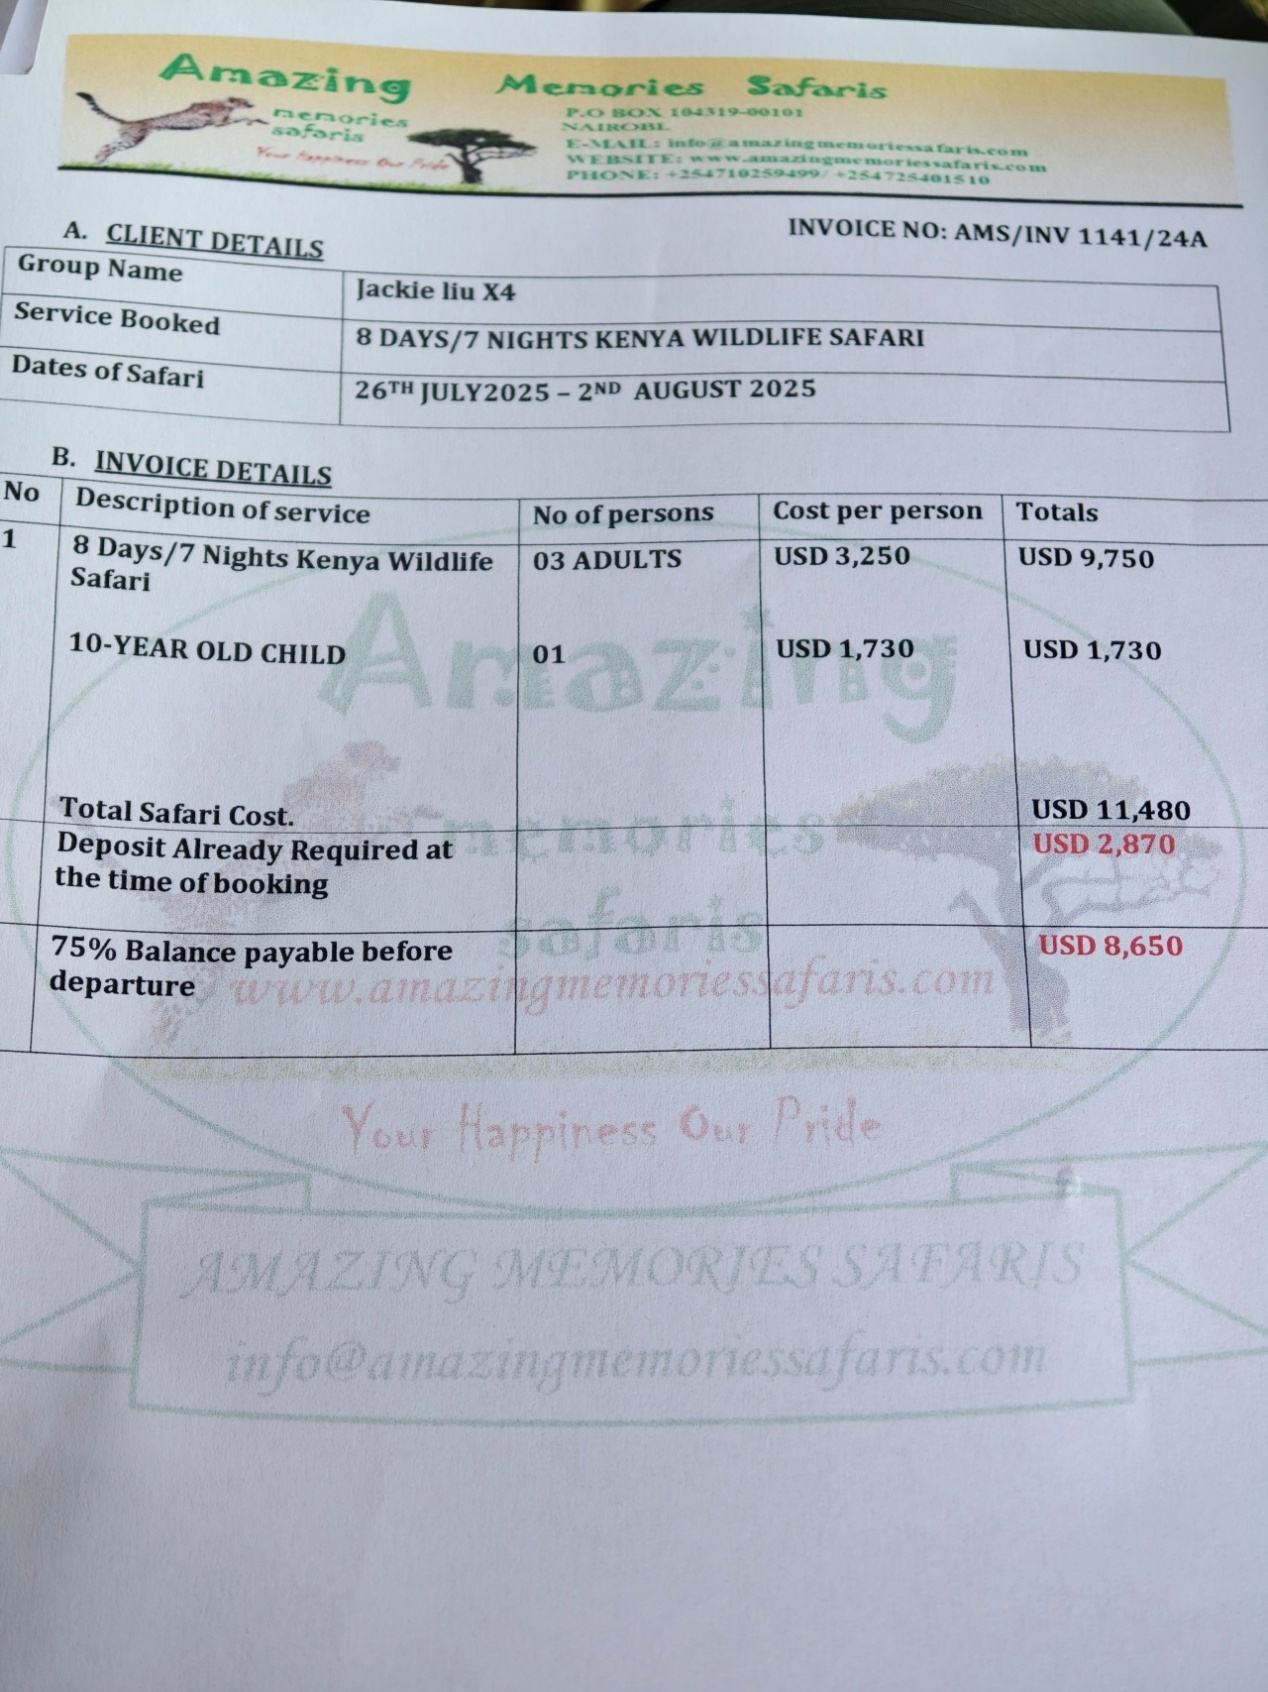 Amazing
memories
safaris
Your Happiness Our Pride
Memories Safaris
P.O BOX 104319-00101
NAIROBI.
E-MAIL: info@amazingmemoriessafaris.com
WEBSITE: www.amazingmemoriessafaris.com
PHONE: +254710259499/ +254725401510
INVOICE NO: AMS/INV 1141/24A
A. CLIENT DETAILS
Group Name Jackie liu X4
Service Booked 8 DAYS/7 NIGHTS KENYA WILDLIFE SAFARI
Dates of Safari 26TH JULY2025 – 2ND AUGUST 2025
B. INVOICE DETAILS
No Description of service No of persons Cost per person Totals
1 8 Days/7 Nights Kenya Wildlife 03 ADULTS USD 3,250 USD 9,750
Safari
10-YEAR OLD CHILD 01 USD 1,730 USD 1,730
Total Safari Cost. USD 11,480
Deposit Already Required at USD 2,870
the time of booking
75% Balance payable before USD 8,650
departure
Amazing
memories
safaris
www.amazingmemoriessafaris.com
Your Happiness Our Pride
AMAZING MEMORIES SAFARIS
info@amazingmemoriessafaris.com